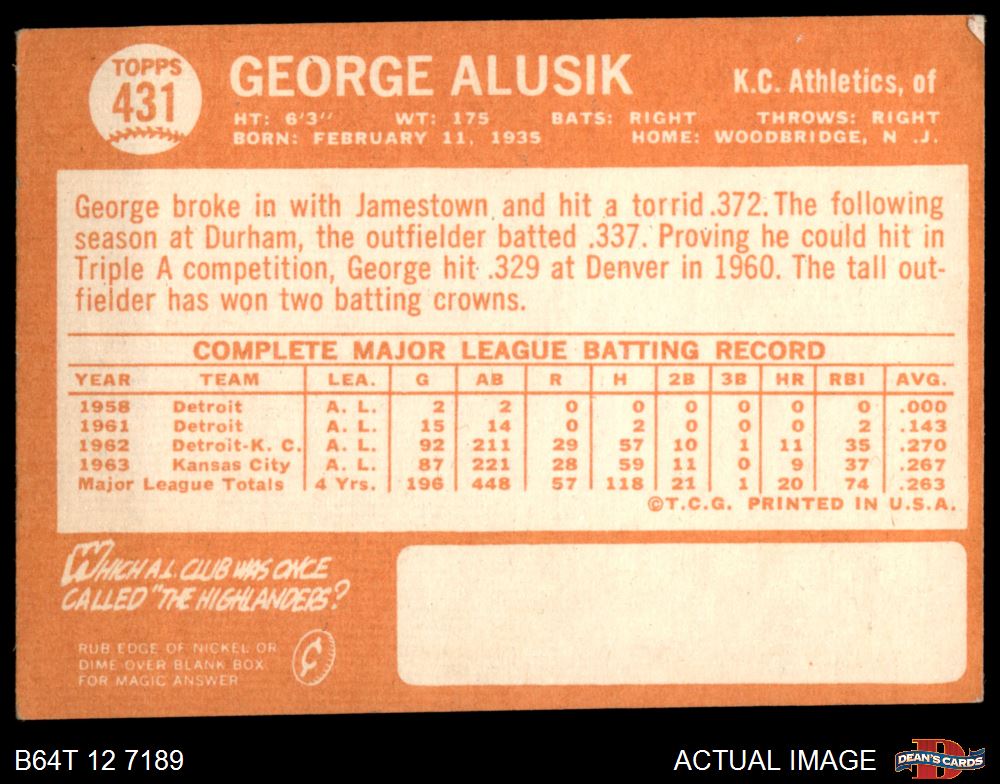 TOPPS
431
GEORGE ALUSIK
K.C. Athletics, of
HT: 6'3" WT: 175 BATS: RIGHT THROWS: RIGHT
BORN: FEBRUARY 11, 1935 HOME: WOODBRIDGE, N .J.
George broke in with Jamestown and hit a torrid .372. The following
season at Durham, the outfielder batted .337. Proving he could hit in
Triple A competition, George hit .329 at Denver in 1960. The tall out-
fielder has won two batting crowns.
COMPLETE MAJOR LEAGUE BATTING RECORD
YEAR TEAM LEA. G AB R H 2B 3B HR RBI AVG.
1958 Detroit A. L. 2 2 0 0 0 0 0 0 .000
1961 Detroit A. L. 15 14 0 2 0 0 0 2 .143
1962 Detroit-K. C. A. L. 92 211 29 57 10 1 11 35 .270
1963 Kansas City A. L. 87 221 28 59 11 0 9 37 .267
Major League Totals 4 Yrs. 196 448 57 118 21 1 20 74 .263
©T.C.G. PRINTED IN U.S.A.
WHICH A.L. CLUB WAS ONCE
CALLED "THE HIGHLANDERS?
RUB EDGE OF NICKEL OR
DIME OVER BLANK BOX
FOR MAGIC ANSWER
¢
B64T 12 7189
ACTUAL IMAGE
D
DEAN'S CARDS